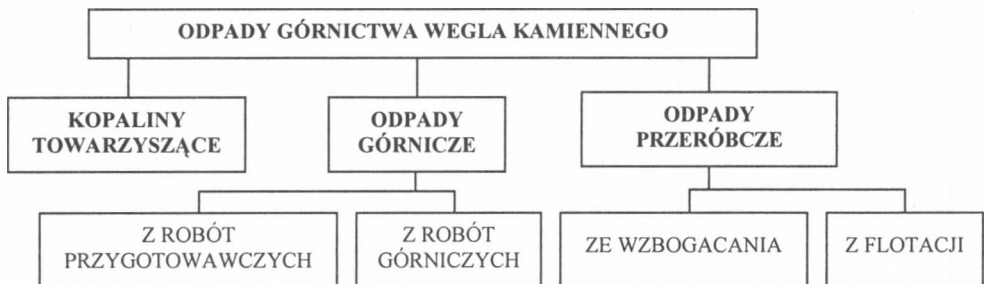 ODPADY GÓRNICTWA WEGLA KAMIENNEGO
KOPALINY
TOWARZYSZĄCE
ODPADY
GÓRNICZE
ODPADY
PRZERÓBCZE
Z ROBÓT
PRZYGOTOWAWCZYCH
Z ROBÓT
GÓRNICZYCH
ZE WZBOGACANIA
Z FLOTACJI